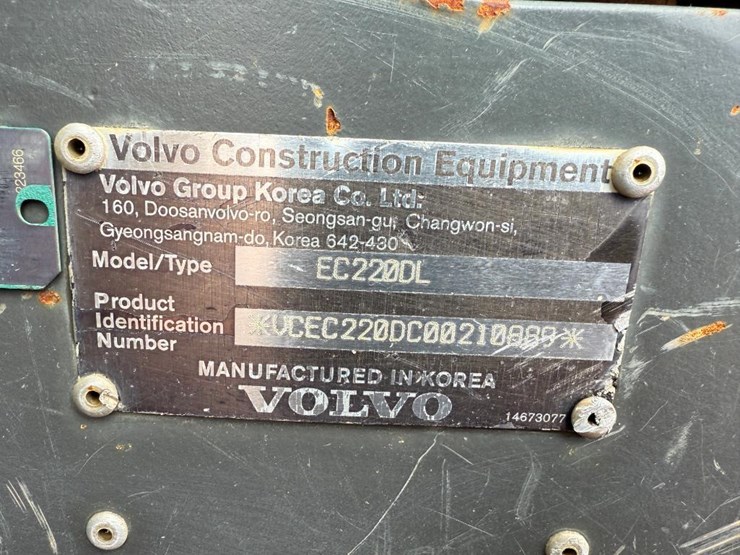 Volvo Construction Equipment
Volvo Group Korea Co. Ltd.
160, Doosanvolvo-ro, Seongsan-gu, Changwon-si,
Gyeongsangnam-do, Korea 642-430
Model/Type EC220DL
Product
Identification
Number
MANUFACTURED IN KOREA
VOLVO
14673077